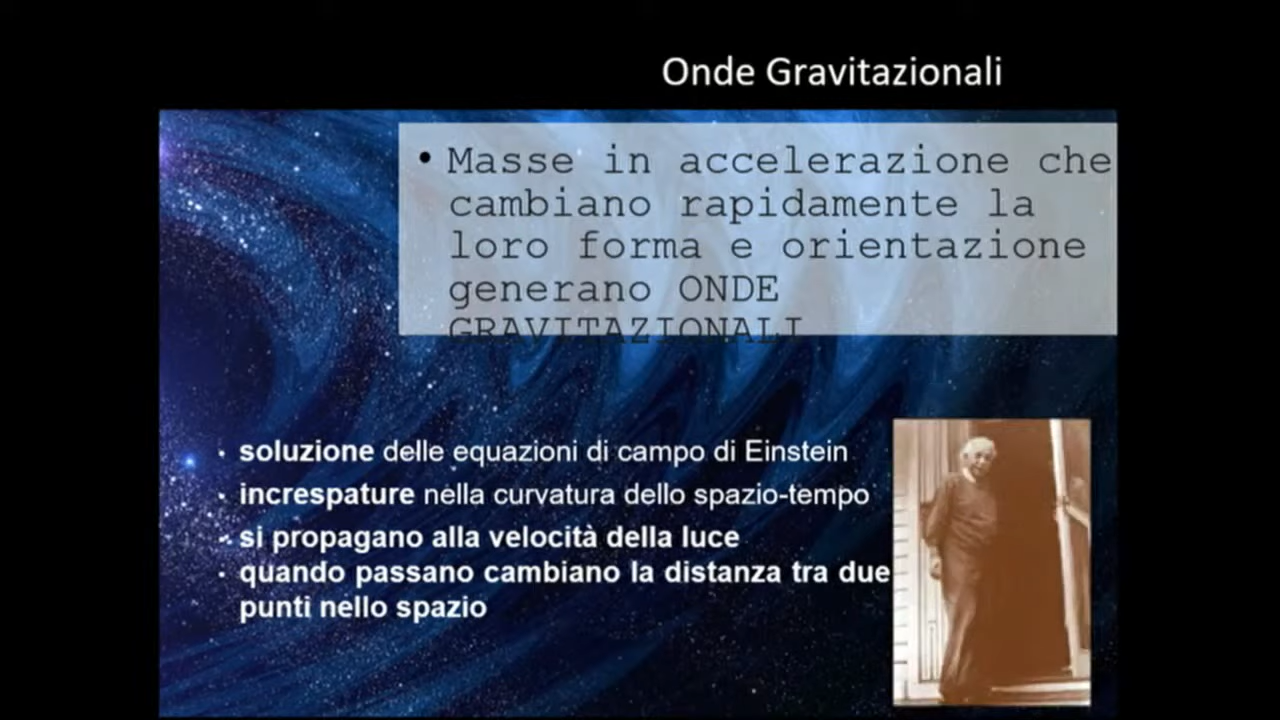 Onde Gravitazionali
• Masse in accelerazione che
cambiano rapidamente la
loro forma e orientazione
generano ONDE
GRAVITAZIONALI
· soluzione delle equazioni di campo di Einstein
· increspature nella curvatura dello spazio-tempo
· si propagano alla velocità della luce
· quando passano cambiano la distanza tra due
punti nello spazio